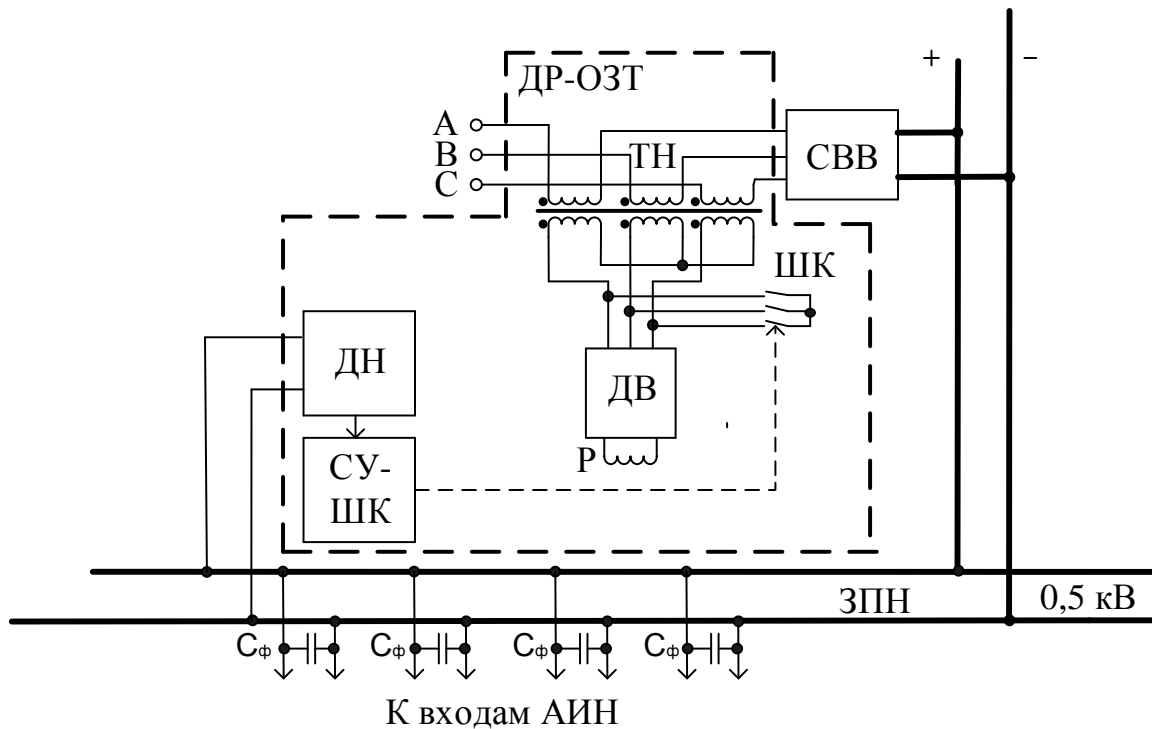 + −
ДР-ОЗТ
А
В
С
ТН
СВВ
ШК
ДН
ДВ
Р
СУ-
ШК
ЗПН
0,5 кВ
Сф Сф Сф Сф
К входам АИН